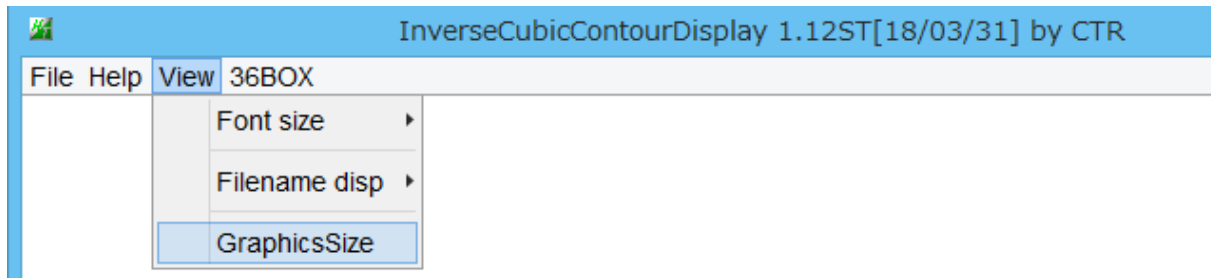 InverseCubicContourDisplay 1.12ST[18/03/31] by CTR
File Help View 36BOX
Font size
Filename disp
GraphicsSize